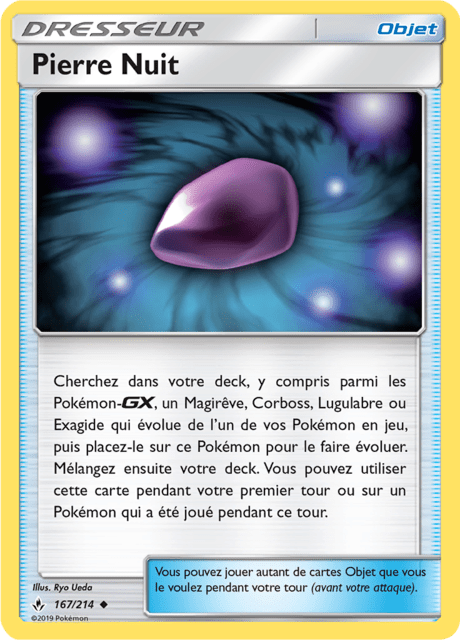 DRESSEUR
Objet
Pierre Nuit
Cherchez dans votre deck, y compris parmi les
Pokémon-GX, un Magirêve, Corboss, Lugulabre ou
Exagide qui évolue de l'un de vos Pokémon en jeu,
puis placez-le sur ce Pokémon pour le faire évoluer.
Mélangez ensuite votre deck. Vous pouvez utiliser
cette carte pendant votre premier tour ou sur un
Pokémon qui a été joué pendant ce tour.
Vous pouvez jouer autant de cartes Objet que vous
le voulez pendant votre tour (avant votre attaque).
Illus. Ryo Ueda
167/214
©2019 Pokémon